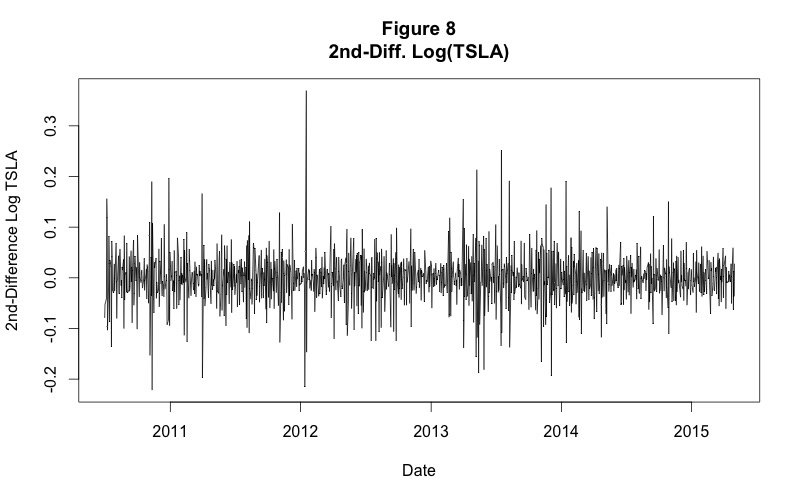 Figure 8
2nd-Diff. Log(TSLA)
2nd-Difference Log TSLA
0.3
0.2
0.1
0.0
-0.1
-0.2
2011 2012 2013 2014 2015
Date